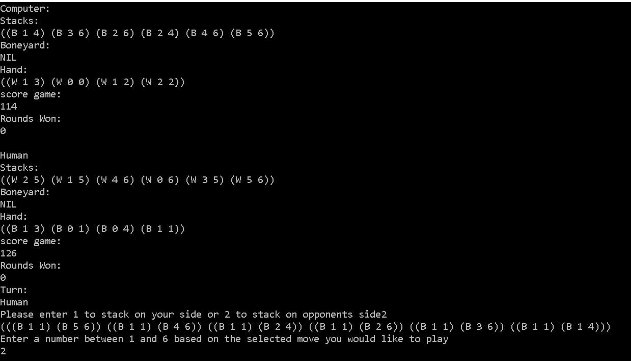 Computer:
Stacks:
((B 1 4) (B 3 6) (B 2 6) (B 2 4) (B 4 6) (B 5 6))
Boneyard:
NIL
Hand:
((W 1 3) (W 0 0) (W 1 2) (W 2 2))
score game:
114
Rounds Won:
0
Human
Stacks:
((W 2 5) (W 1 5) (W 4 6) (W 0 6) (W 3 5) (W 5 6))
Boneyard:
NIL
Hand:
((B 1 3) (B 0 1) (B 0 4) (B 1 1))
score game:
126
Rounds Won:
0
Turn:
Human
Please enter 1 to stack on your side or 2 to stack on opponents side2
(((B 1 1) (B 5 6)) ((B 1 1) (B 4 6)) ((B 1 1) (B 2 4)) ((B 1 1) (B 2 6)) ((B 1 1) (B 3 6)) ((B 1 1) (B 1 4)))
Enter a number between 1 and 6 based on the selected move you would like to play
2